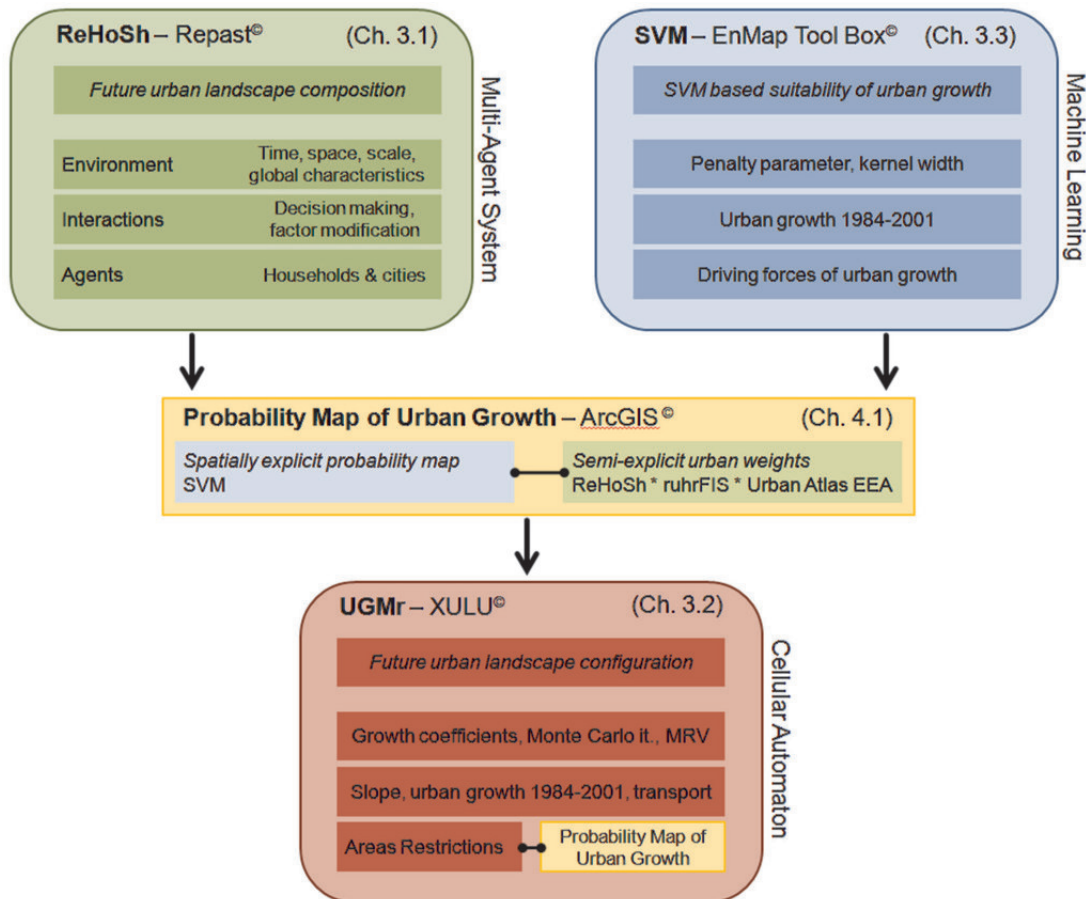 ReHoSh – Repast© (Ch. 3.1)
Future urban landscape composition
Environment Time, space, scale,
global characteristics
Interactions Decision making,
factor modification
Agents Households & cities
Multi-Agent System
SVM – EnMap Tool Box© (Ch. 3.3)
SVM based suitability of urban growth
Penalty parameter, kernel width
Urban growth 1984-2001
Driving forces of urban growth
Machine Learning
Probability Map of Urban Growth – ArcGIS© (Ch. 4.1)
Spatially explicit probability map
SVM
Semi-explicit urban weights
ReHoSh * ruhrFIS * Urban Atlas EEA
UGMr – XULU© (Ch. 3.2)
Future urban landscape configuration
Growth coefficients, Monte Carlo it., MRV
Slope, urban growth 1984-2001, transport
Areas Restrictions
Probability Map of
Urban Growth
Cellular Automaton